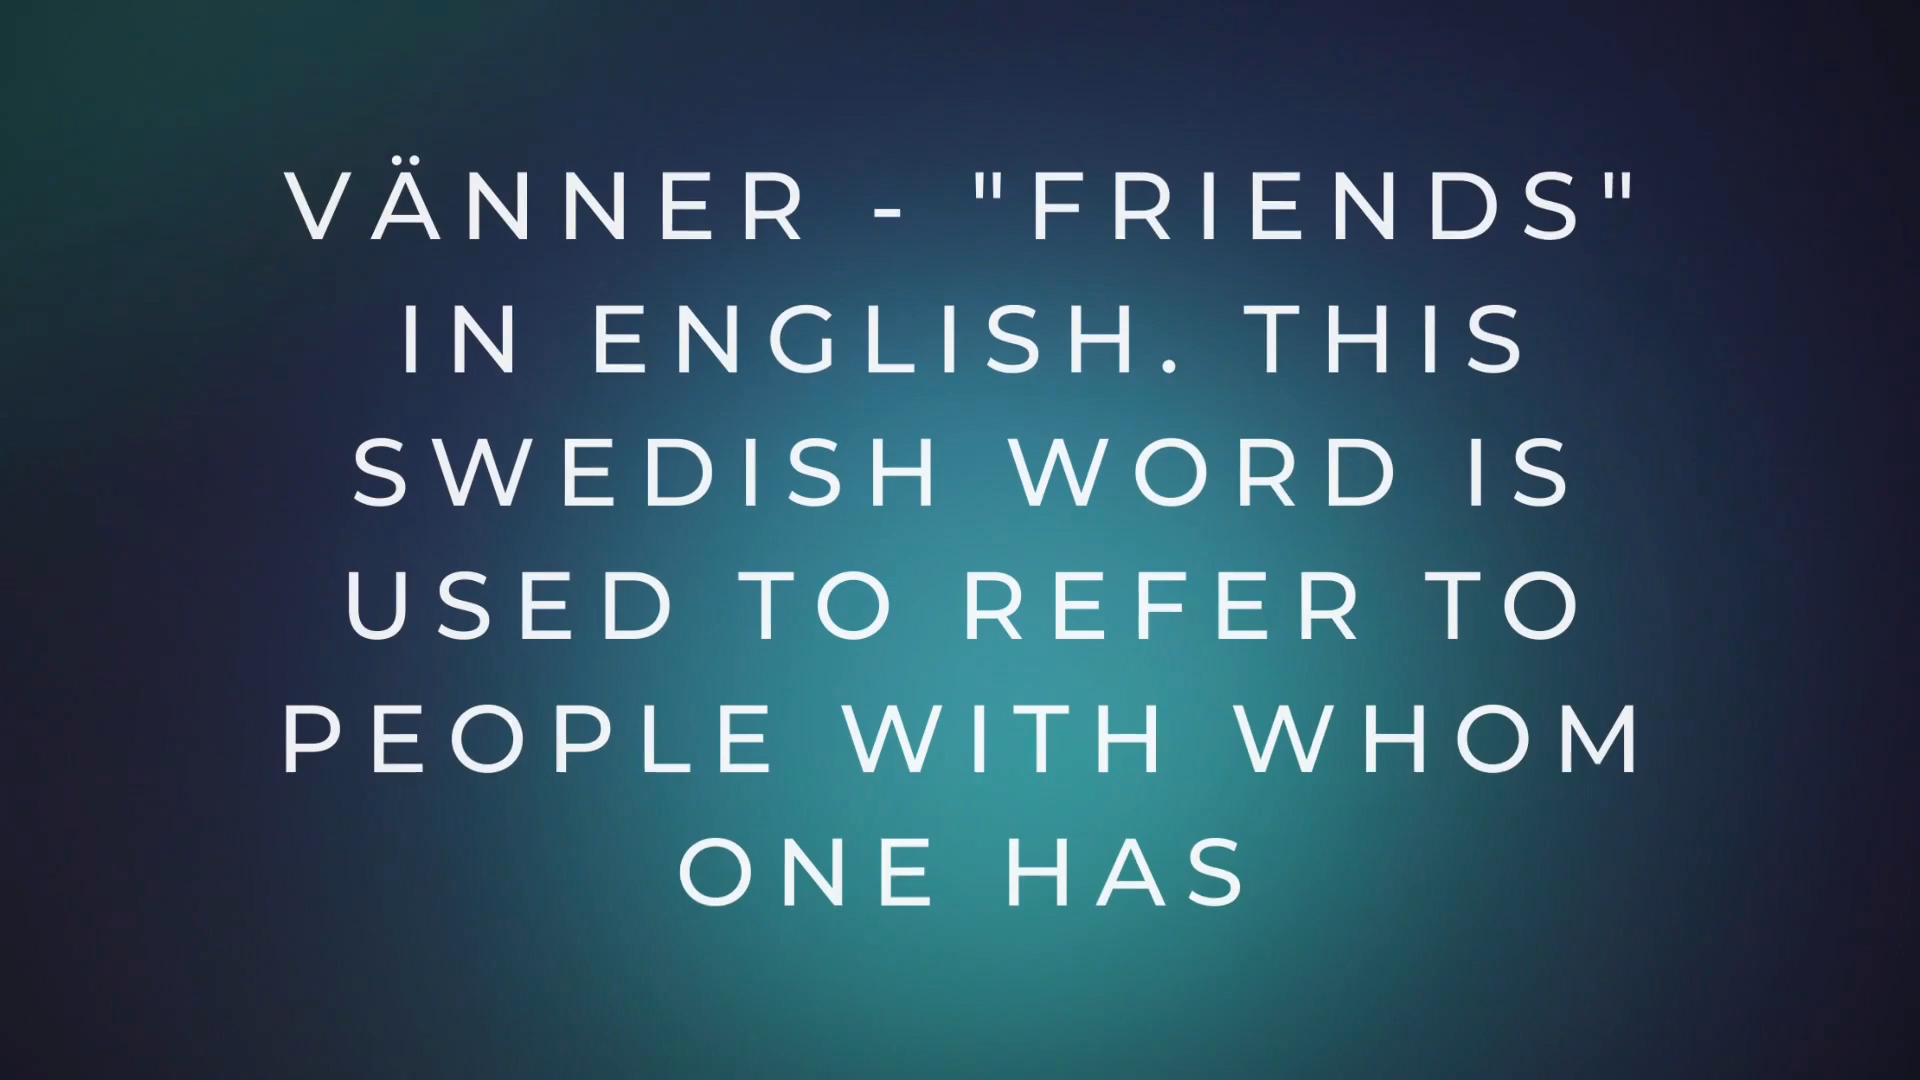 VÄNNER - "FRIENDS"
IN ENGLISH. THIS
SWEDISH WORD IS
USED TO REFER TO
PEOPLE WITH WHOM
ONE HAS